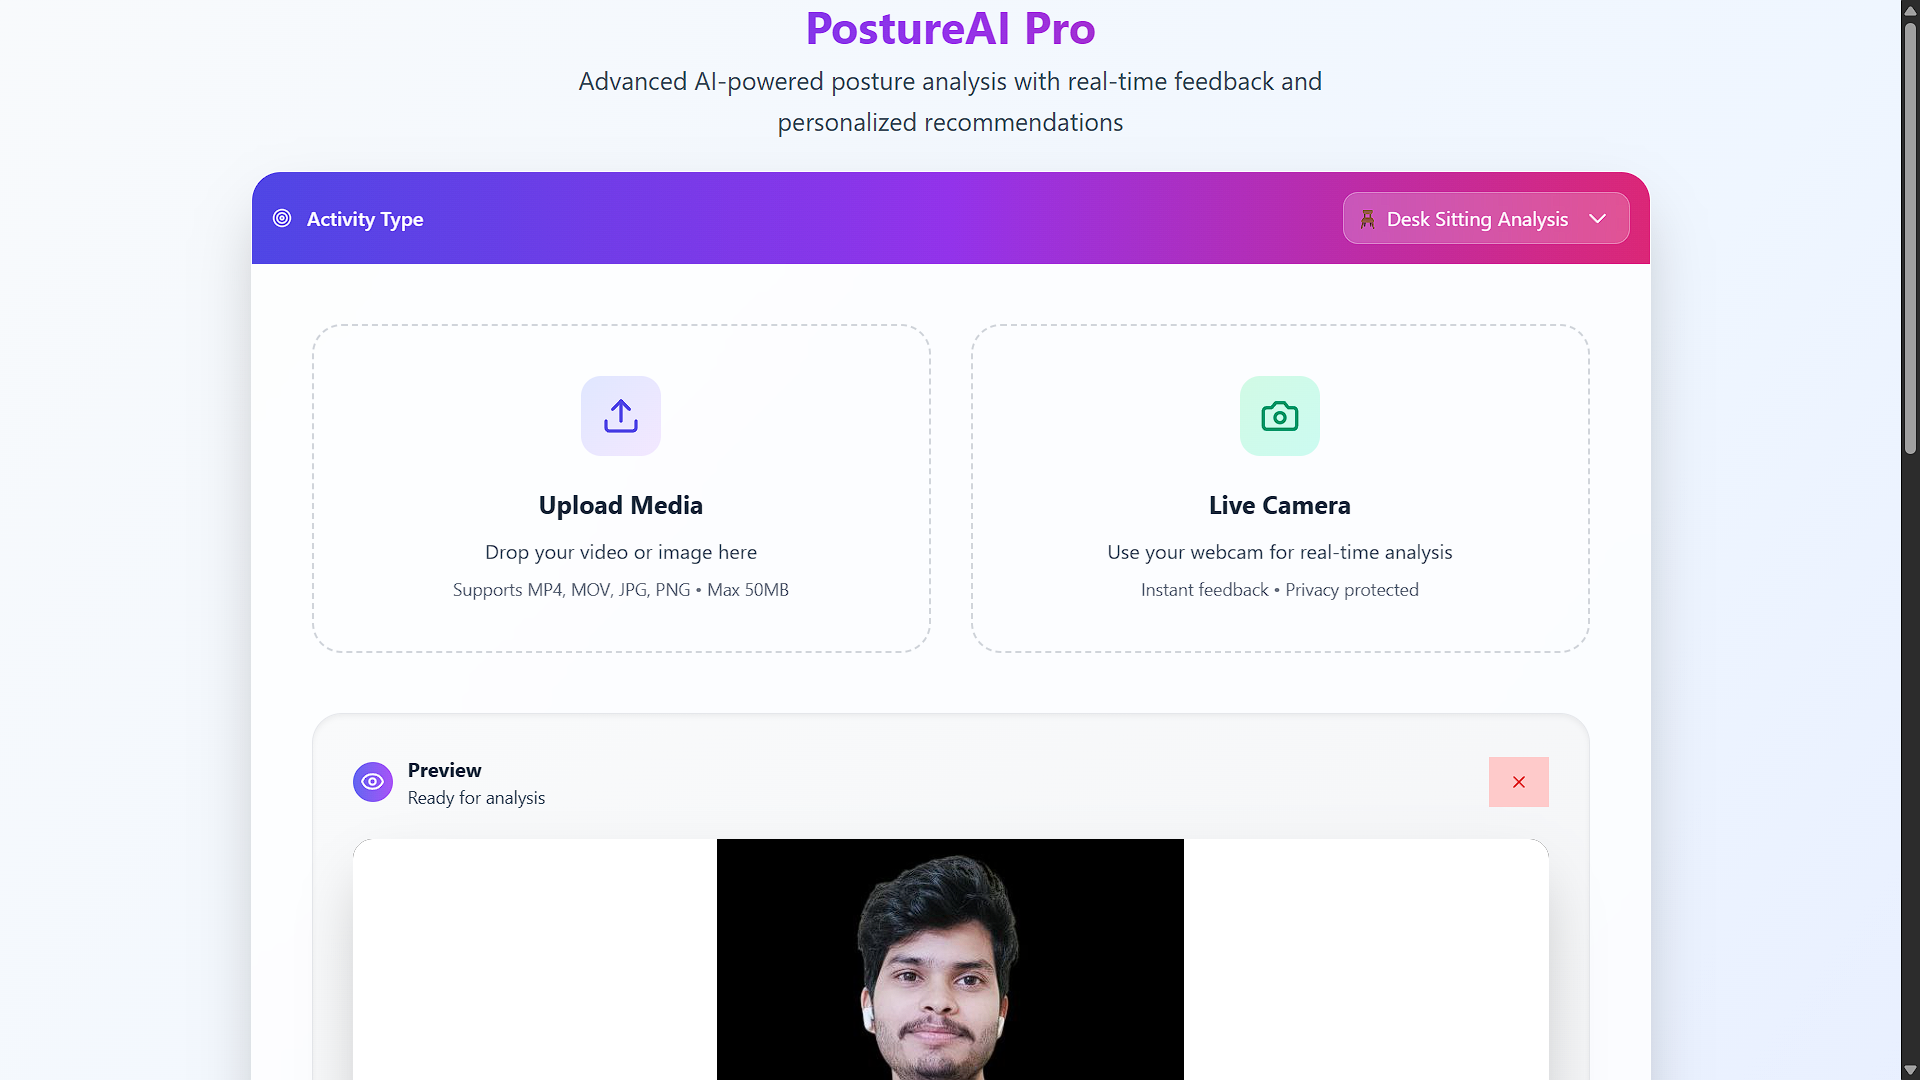 PostureAI Pro
Advanced AI-powered posture analysis with real-time feedback and
personalized recommendations
Activity Type
Desk Sitting Analysis
Upload Media
Drop your video or image here
Supports MP4, MOV, JPG, PNG • Max 50MB
Live Camera
Use your webcam for real-time analysis
Instant feedback • Privacy protected
Preview
Ready for analysis